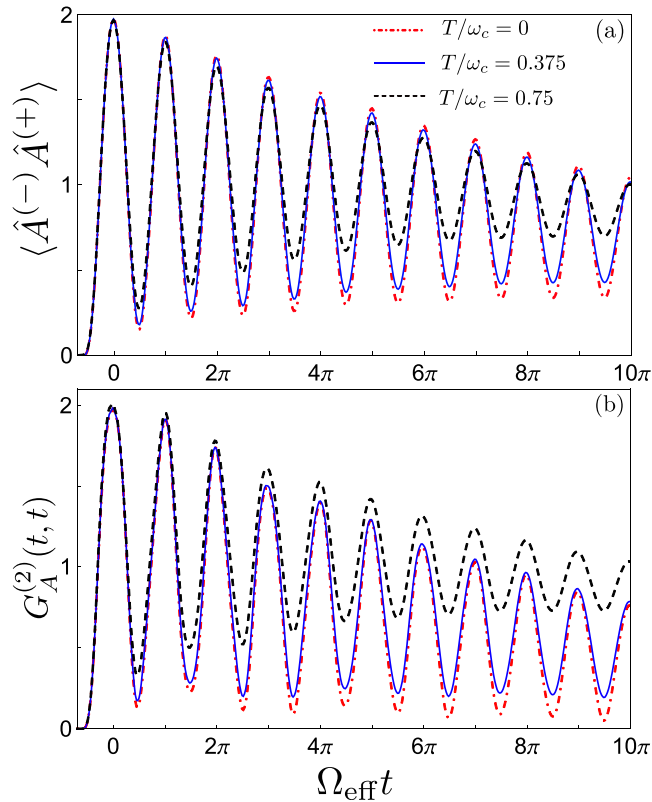 2
T/ω_c = 0
(a)
T/ω_c = 0.375
T/ω_c = 0.75
⟨Â^(−) Â^(+)⟩
1
0
0 2π 4π 6π 8π 10π
2
(b)
G_A^(2)(t, t)
1
0
0 2π 4π 6π 8π 10π
Ω_eff t